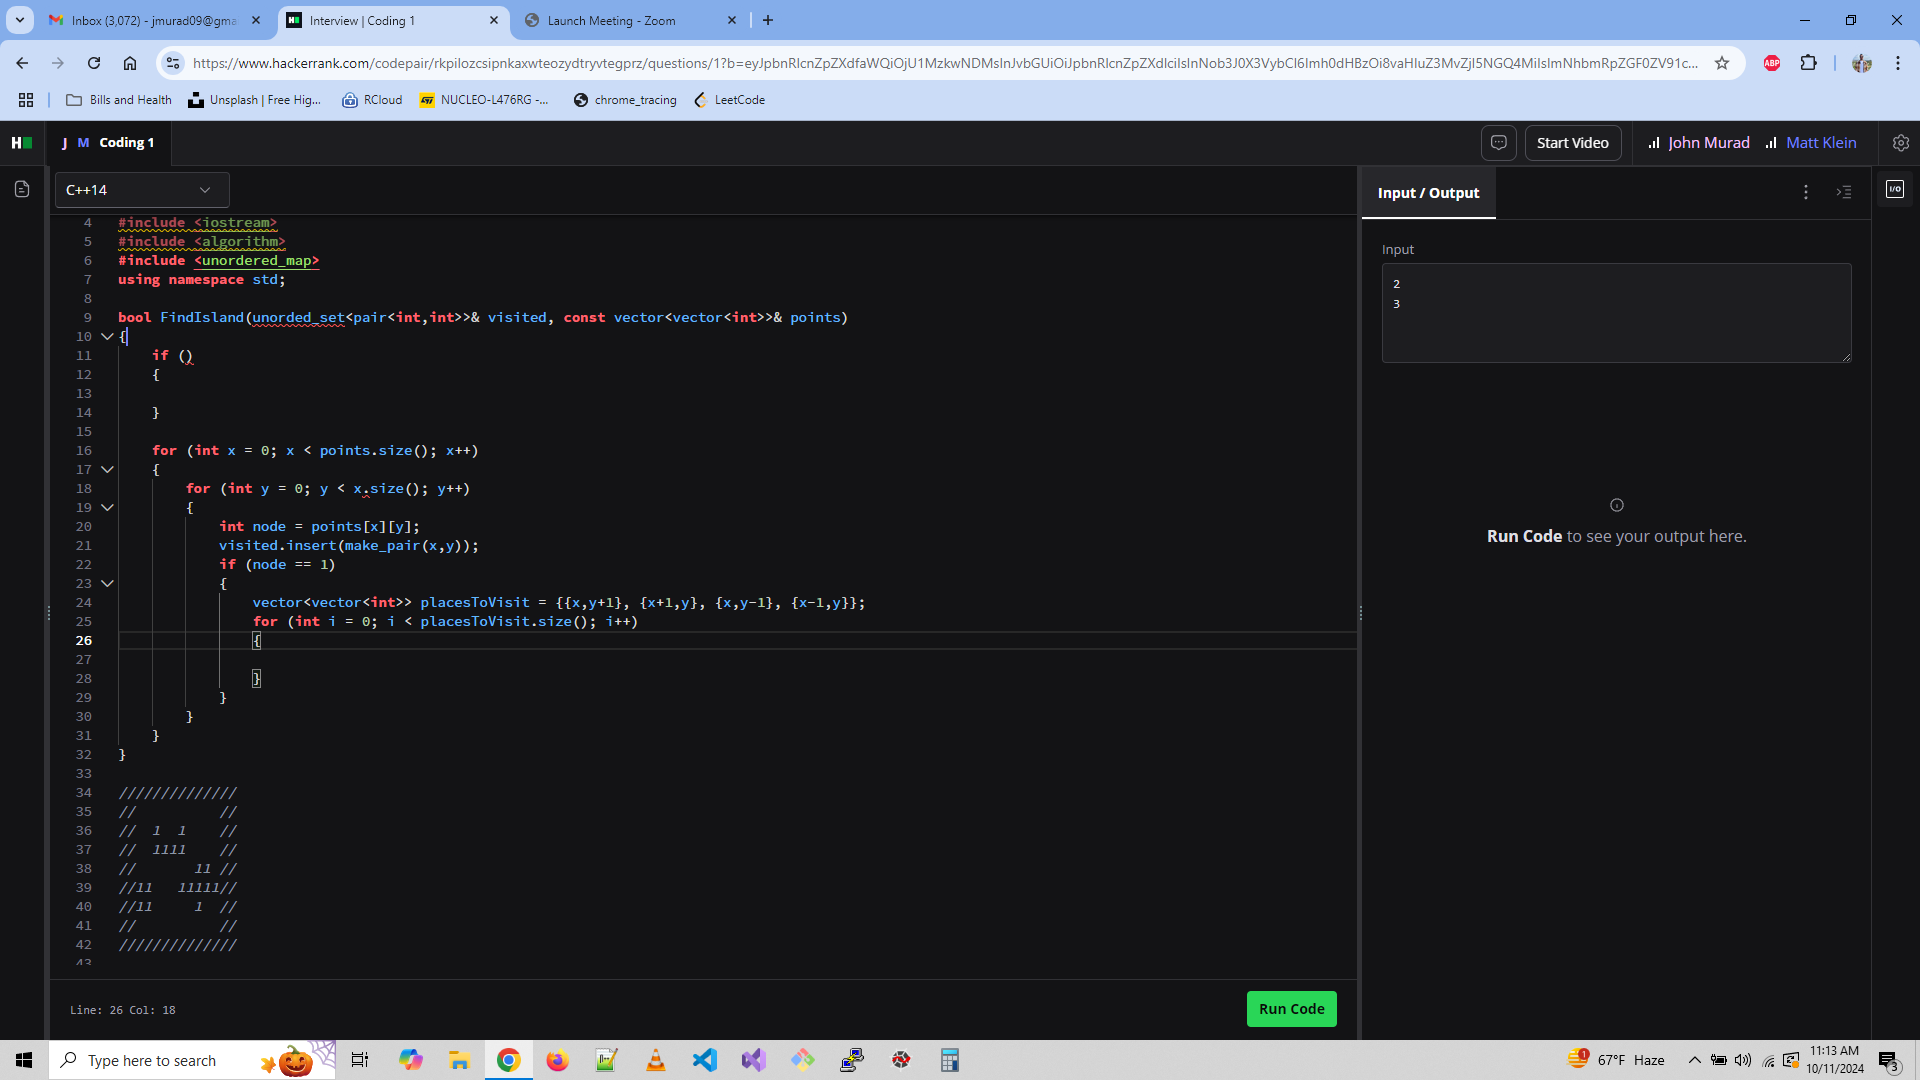 Inbox (3,072) - jmurad09@gma
Interview | Coding 1
Launch Meeting - Zoom
https://www.hackerrank.com/codepair/rkpilozcsipnkaxwteozydtryvtegprz/questions/1?b=
Bills and Health
Unsplash | Free Hig...
RCloud
NUCLEO-L476RG -...
chrome_tracing
LeetCode
H
J M Coding 1
Start Video
John Murad
Matt Klein
C++14
4 #include <iostream>
5 #include <algorithm>
6 #include <unordered_map>
7 using namespace std;
8
9 bool FindIsland(unorded_set<pair<int,int>>& visited, const vector<vector<int>>& points)
10 {
11 if ()
12 {
13
14 }
15
16 for (int x = 0; x < points.size(); x++)
17 {
18 for (int y = 0; y < x.size(); y++)
19 {
20 int node = points[x][y];
21 visited.insert(make_pair(x,y));
22 if (node == 1)
23 {
24 vector<vector<int>> placesToVisit = {{x,y+1}, {x+1,y}, {x,y-1}, {x-1,y}};
25 for (int i = 0; i < placesToVisit.size(); i++)
26 {
27
28 }
29 }
30 }
31 }
32 }
33
34 //////////////
35 //          //
36 //  1  1    //
37 //  1111    //
38 //       11 //
39 //11   11111//
40 //11     1  //
41 //          //
42 //////////////
43
Line: 26 Col: 18
Run Code
Input / Output
I/O
Input
2
3
Run Code to see your output here.
Type here to search
1
67°F Haze
11:13 AM
10/11/2024
3